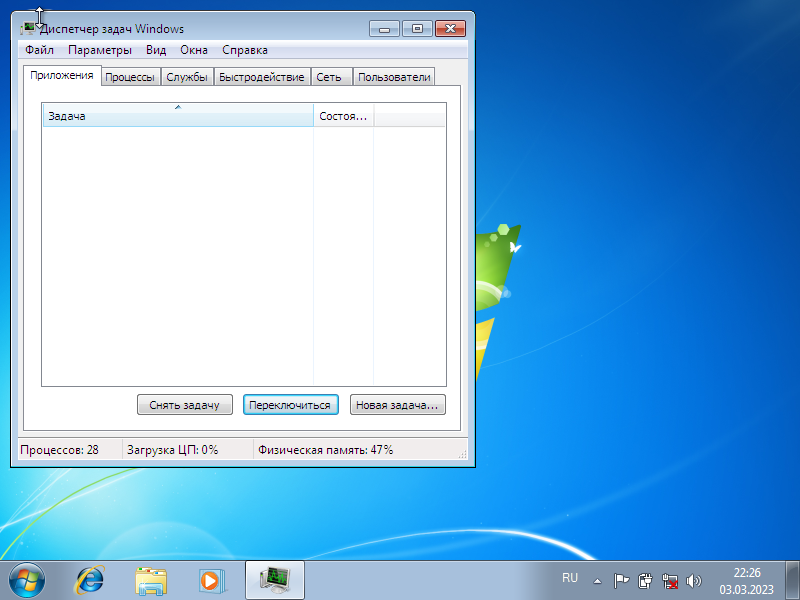 Диспетчер задач Windows
Файл Параметры Вид Окна Справка
Приложения Процессы Службы Быстродействие Сеть Пользователи
Задача Состоя...
Снять задачу Переключиться Новая задача...
Процессов: 28 Загрузка ЦП: 0% Физическая память: 47%
RU 22:26
03.03.2023